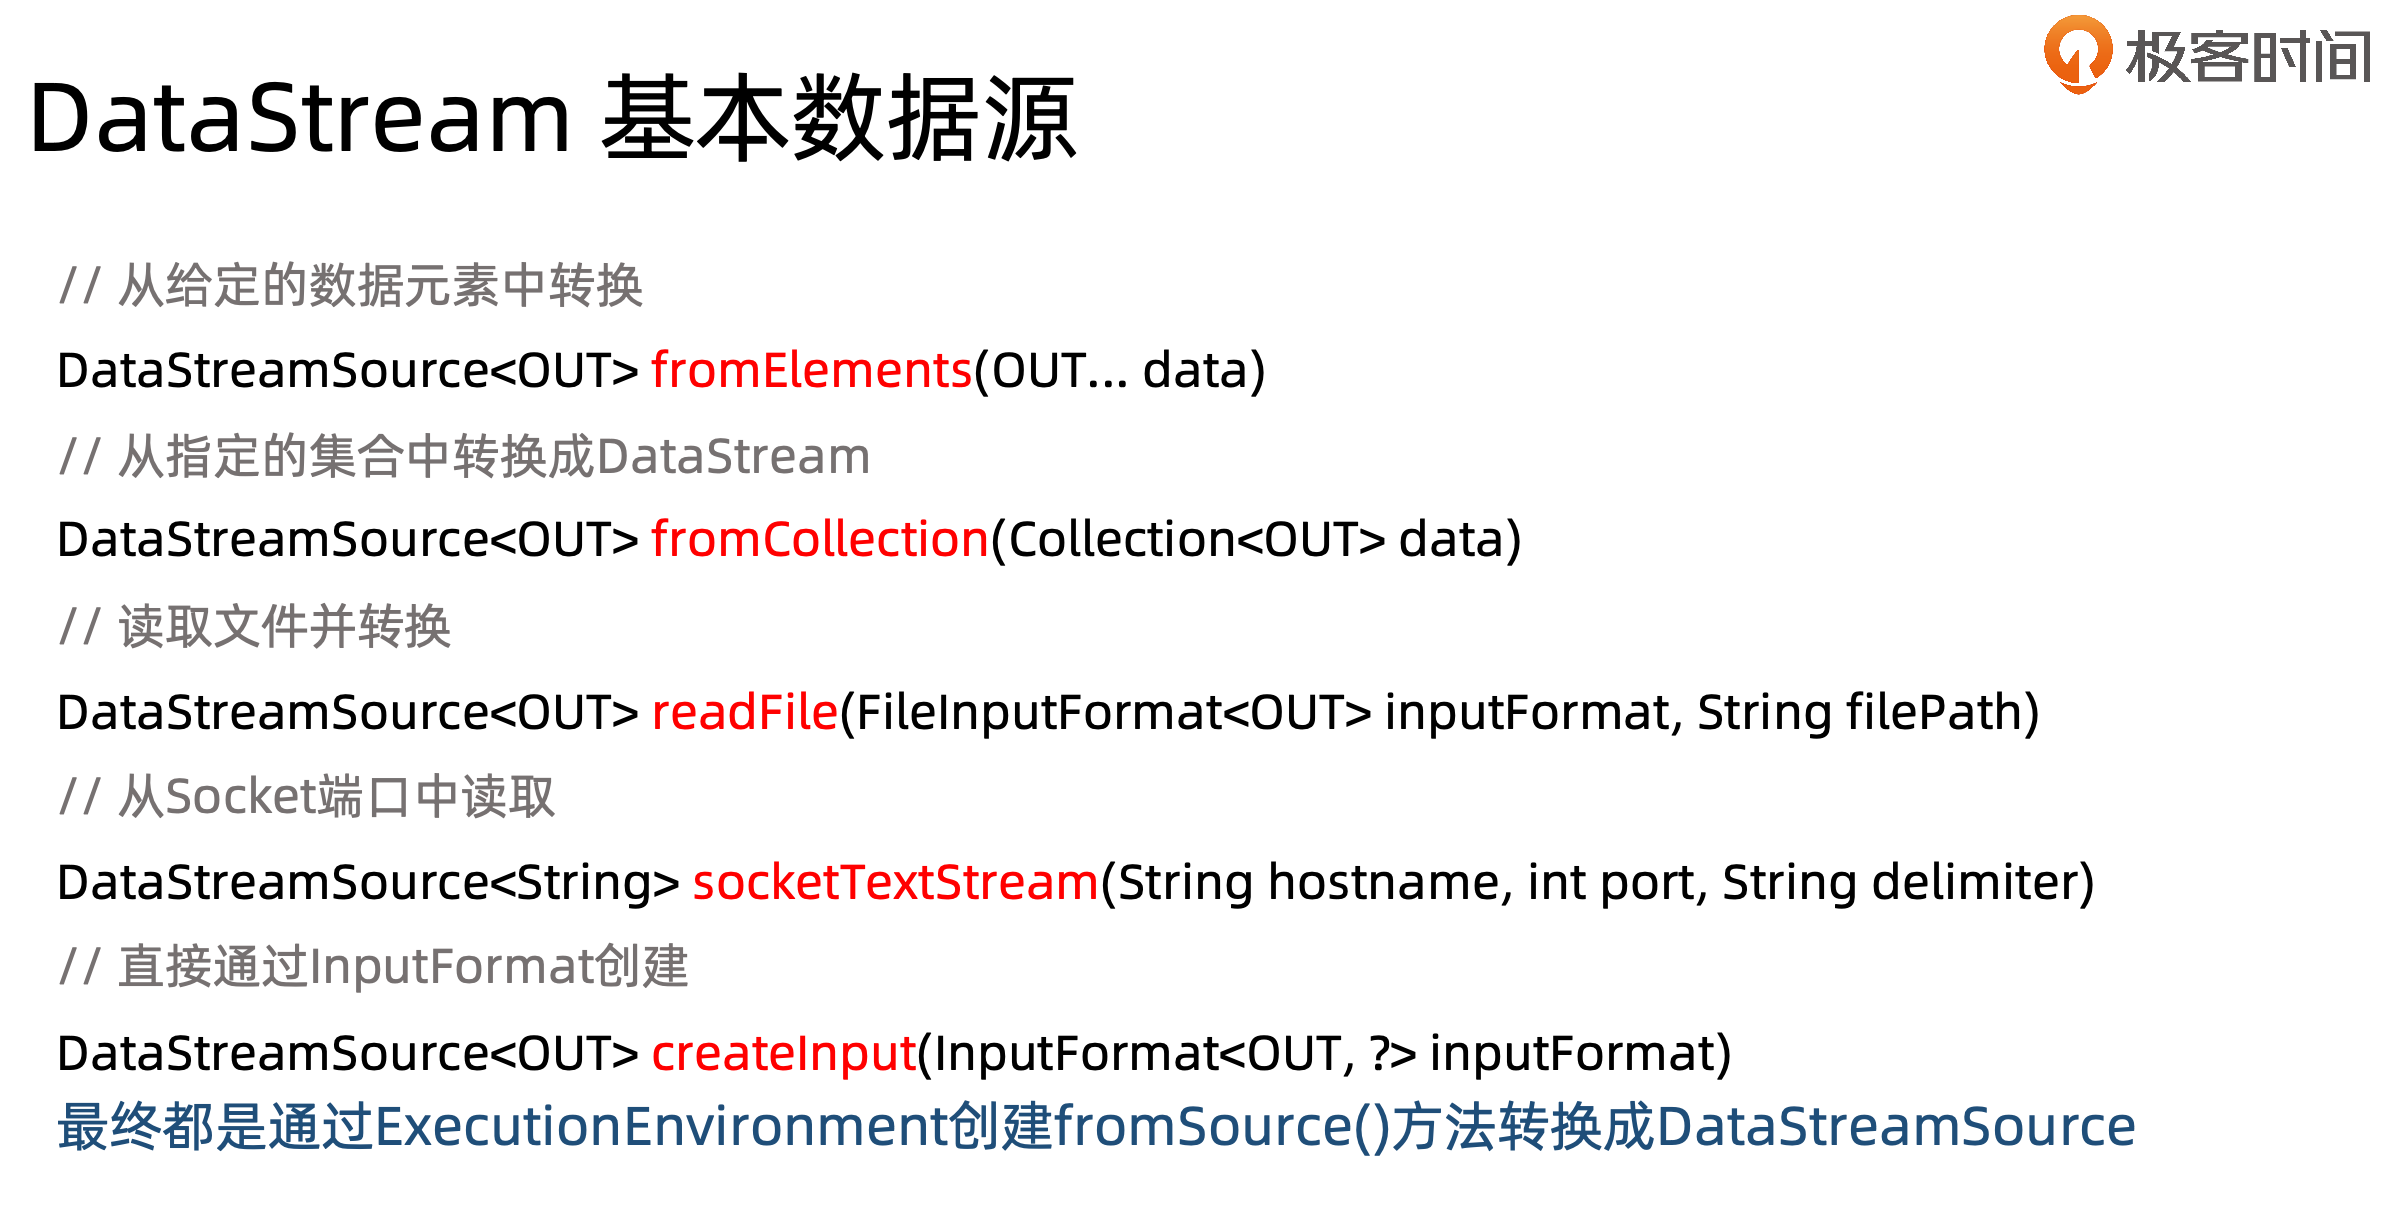 极客时间
DataStream 基本数据源
// 从给定的数据元素中转换
DataStreamSource<OUT> fromElements(OUT... data)
// 从指定的集合中转换成DataStream
DataStreamSource<OUT> fromCollection(Collection<OUT> data)
// 读取文件并转换
DataStreamSource<OUT> readFile(FileInputFormat<OUT> inputFormat, String filePath)
// 从Socket端口中读取
DataStreamSource<String> socketTextStream(String hostname, int port, String delimiter)
// 直接通过InputFormat创建
DataStreamSource<OUT> createInput(InputFormat<OUT, ?> inputFormat)
最终都是通过ExecutionEnvironment创建fromSource()方法转换成DataStreamSource